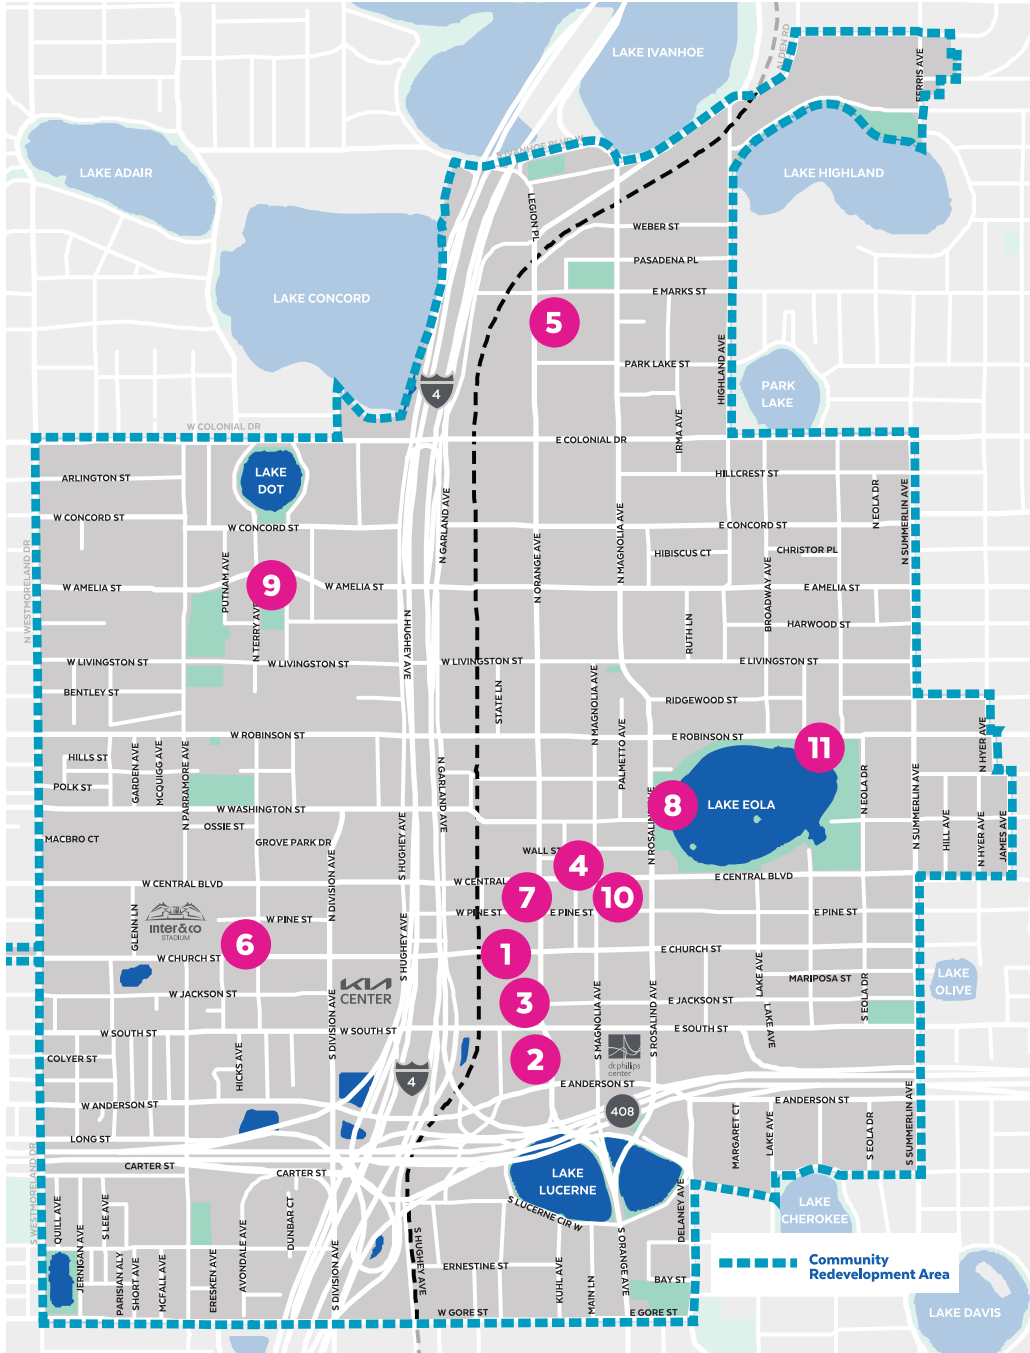 LAKE IVANHOE
ALDEN RD
FERRIS AVE
S IVANHOE BLVD W
LAKE ADAIR
LAKE HIGHLAND
LEGION PL
WEBER ST
PASADENA PL
LAKE CONCORD
E MARKS ST
5
PARK LAKE ST
HIGHLAND AVE
4
PARK
LAKE
IRMA AVE
W COLONIAL DR
E COLONIAL DR
LAKE
DOT
ARLINGTON ST
HILLCREST ST
N GARLAND AVE
N MAGNOLIA AVE
N EOLA DR
N SUMMERLIN AVE
W CONCORD ST
W CONCORD ST
E CONCORD ST
N ORANGE AVE
HIBISCUS CT
CHRISTOR PL
N WESTMORELAND DR
PUTNAM AVE
9
W AMELIA ST
W AMELIA ST
E AMELIA ST
BROADWAY AVE
N TERRY AVE
N HUGHEY AVE
RUTH LN
HARWOOD ST
W LIVINGSTON ST
W LIVINGSTON ST
W LIVINGSTON ST
E LIVINGSTON ST
BENTLEY ST
STATE LN
N MAGNOLIA AVE
RIDGEWOOD ST
W ROBINSON ST
E ROBINSON ST
11
N HYER AVE
HILLS ST
POLK ST
GARDEN AVE
MCQUIGG AVE
N PARRAMORE AVE
N GARLAND AVE
PALMETTO AVE
N EOLA DR
N SUMMERLIN AVE
8
LAKE EOLA
W WASHINGTON ST
OSSIE ST
N ROSALIND AVE
HILL AVE
N HYER AVE
JAMES AVE
MACBRO CT
GROVE PARK DR
S HUGHEY AVE
WALL ST
4
W CENTRAL BLVD
N DIVISION AVE
W CENTRAL
E CENTRAL BLVD
7
10
GLENN LN
inter&co
STADIUM
W PINE ST
W PINE ST
E PINE ST
E PINE ST
6
S HUGHEY AVE
1
W CHURCH ST
E CHURCH ST
LAKE AVE
MARIPOSA ST
LAKE
OLIVE
KIA
CENTER
W JACKSON ST
3
E JACKSON ST
S EOLA DR
S DIVISION AVE
S MAGNOLIA AVE
S ROSALIND AVE
LAKE AVE
W SOUTH ST
W SOUTH ST
E SOUTH ST
COLYER ST
HICKS AVE
4
2
dr.phillips
center
E ANDERSON ST
E ANDERSON ST
W ANDERSON ST
408
MARGARET CT
LAKE AVE
S EOLA DR
S SUMMERLIN AVE
LONG ST
S WESTMORELAND DR
CARTER ST
CARTER ST
LAKE
LUCERNE
QUILL AVE
S LEE AVE
DUNBAR CT
S LUCERNE CIR W
DELANEY AVE
LAKE
CHEROKEE
JERNIGAN AVE
PARISIAN ALY
SHORT AVE
MCFALL AVE
ERESKEN AVE
AVONDALE AVE
S DIVISION AVE
S HUGHEY AVE
ERNESTINE ST
KUHL AVE
MAIN LN
S ORANGE AVE
BAY ST
Community
Redevelopment Area
W GORE ST
E GORE ST
LAKE DAVIS